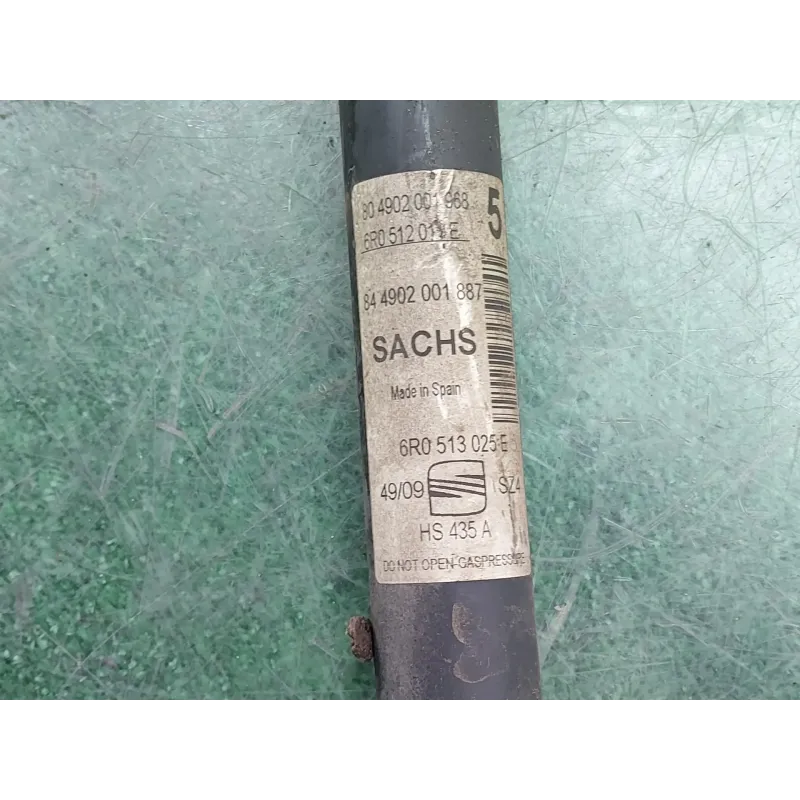 80 4902 001 968
5
6R0 512 011 E
84 4902 001 887
SACHS
Made in Spain
6R0 513 025 E
49/09
SZ4
HS 435 A
DO NOT OPEN-GASPRESSURE